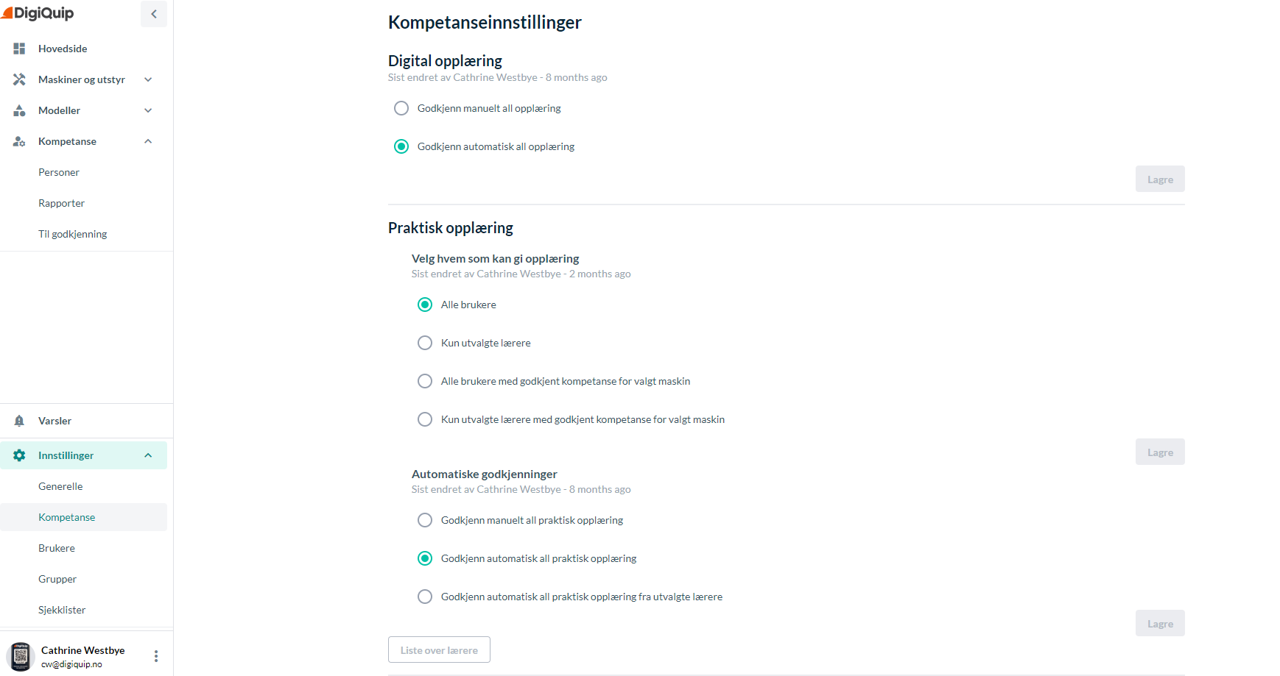 DigiQuip
Hovedside
Maskiner og utstyr
Modeller
Kompetanse
Personer
Rapporter
Til godkjenning
Varsler
Innstillinger
Generelle
Kompetanse
Brukere
Grupper
Sjekklister
Cathrine Westbye
cw@digiquip.no
Kompetanseinnstillinger
Digital opplæring
Sist endret av Cathrine Westbye - 8 months ago
Godkjenn manuelt all opplæring
Godkjenn automatisk all opplæring
Lagre
Praktisk opplæring
Velg hvem som kan gi opplæring
Sist endret av Cathrine Westbye - 2 months ago
Alle brukere
Kun utvalgte lærere
Alle brukere med godkjent kompetanse for valgt maskin
Kun utvalgte lærere med godkjent kompetanse for valgt maskin
Lagre
Automatiske godkjenninger
Sist endret av Cathrine Westbye - 8 months ago
Godkjenn manuelt all praktisk opplæring
Godkjenn automatisk all praktisk opplæring
Godkjenn automatisk all praktisk opplæring fra utvalgte lærere
Lagre
Liste over lærere